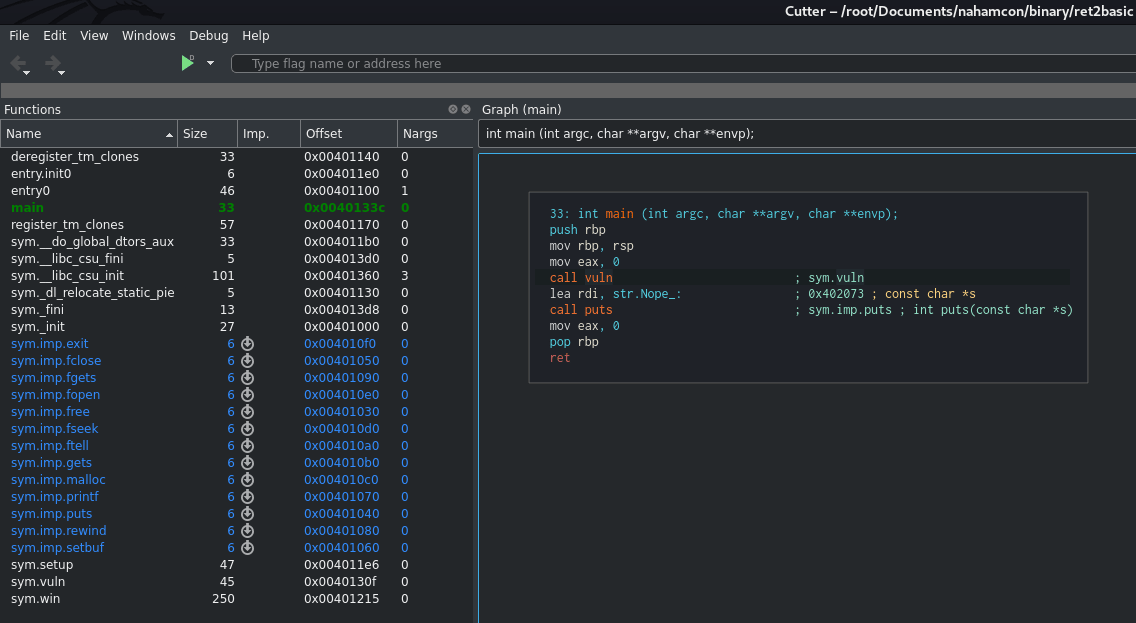 Cutter – /root/Documents/nahamcon/binary/ret2basic
File Edit View Windows Debug Help
Type flag name or address here
Functions
Graph (main)
Name Size Imp. Offset Nargs
int main (int argc, char **argv, char **envp);
deregister_tm_clones 33 0x00401140 0
entry.init0 6 0x004011e0 0
entry0 46 0x00401100 1
main 33 0x0040133c 0
register_tm_clones 57 0x00401170 0
sym.__do_global_dtors_aux 33 0x004011b0 0
sym.__libc_csu_fini 5 0x004013d0 0
sym.__libc_csu_init 101 0x00401360 3
sym._dl_relocate_static_pie 5 0x00401130 0
sym._fini 13 0x004013d8 0
sym._init 27 0x00401000 0
sym.imp.exit 6 0x004010f0 0
sym.imp.fclose 6 0x00401050 0
sym.imp.fgets 6 0x00401090 0
sym.imp.fopen 6 0x004010e0 0
sym.imp.free 6 0x00401030 0
sym.imp.fseek 6 0x004010d0 0
sym.imp.ftell 6 0x004010a0 0
sym.imp.gets 6 0x004010b0 0
sym.imp.malloc 6 0x004010c0 0
sym.imp.printf 6 0x00401070 0
sym.imp.puts 6 0x00401040 0
sym.imp.rewind 6 0x00401080 0
sym.imp.setbuf 6 0x00401060 0
sym.setup 47 0x004011e6 0
sym.vuln 45 0x0040130f 0
sym.win 250 0x00401215 0
33: int main (int argc, char **argv, char **envp);
push rbp
mov rbp, rsp
mov eax, 0
call vuln ; sym.vuln
lea rdi, str.Nope_: ; 0x402073 ; const char *s
call puts ; sym.imp.puts ; int puts(const char *s)
mov eax, 0
pop rbp
ret